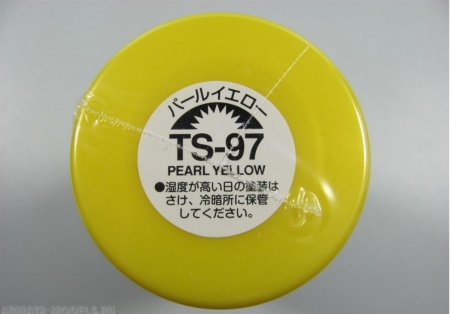 パールイエロー
TS-97
PEARL YELLOW
●湿度が高い日の塗装は
さけ、冷暗所に保管
してください。